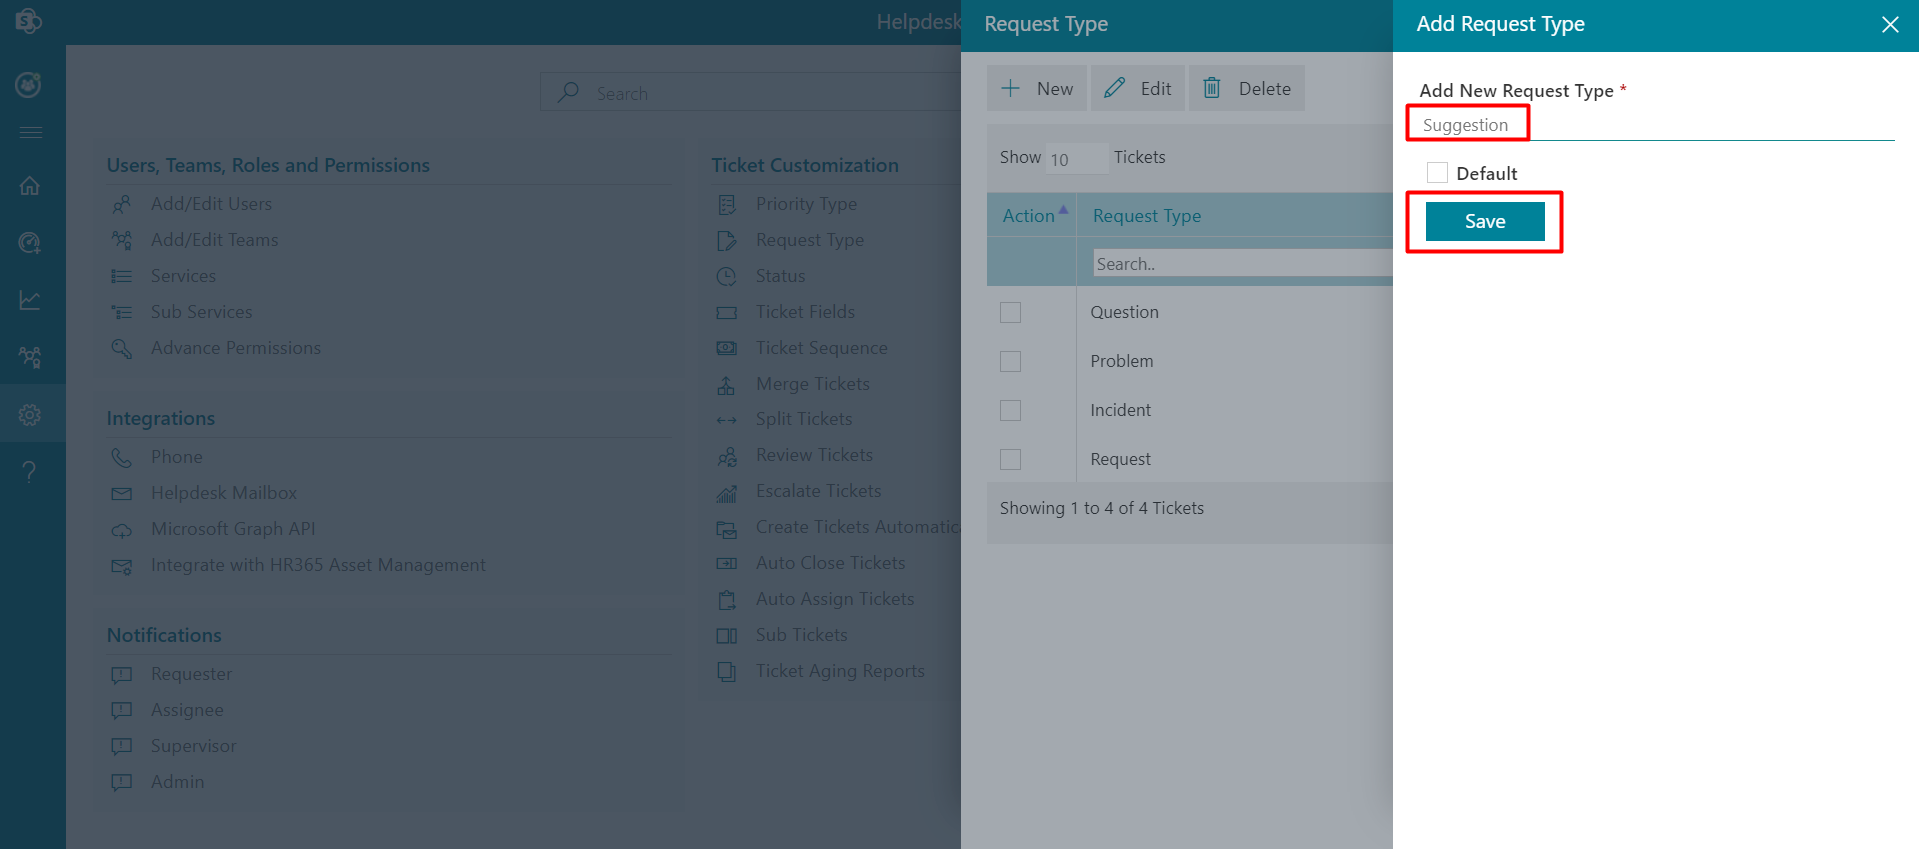 Helpdesk
Search
Users, Teams, Roles and Permissions
Add/Edit Users
Add/Edit Teams
Services
Sub Services
Advance Permissions
Integrations
Phone
Helpdesk Mailbox
Microsoft Graph API
Integrate with HR365 Asset Management
Notifications
Requester
Assignee
Supervisor
Admin
Ticket Customization
Priority Type
Request Type
Status
Ticket Fields
Ticket Sequence
Merge Tickets
Split Tickets
Review Tickets
Escalate Tickets
Create Tickets Automatica
Auto Close Tickets
Auto Assign Tickets
Sub Tickets
Ticket Aging Reports
Request Type
New Edit Delete
Show 10 Tickets
Action Request Type
Search..
Question
Problem
Incident
Request
Showing 1 to 4 of 4 Tickets
Add Request Type
Add New Request Type *
Suggestion
Default
Save